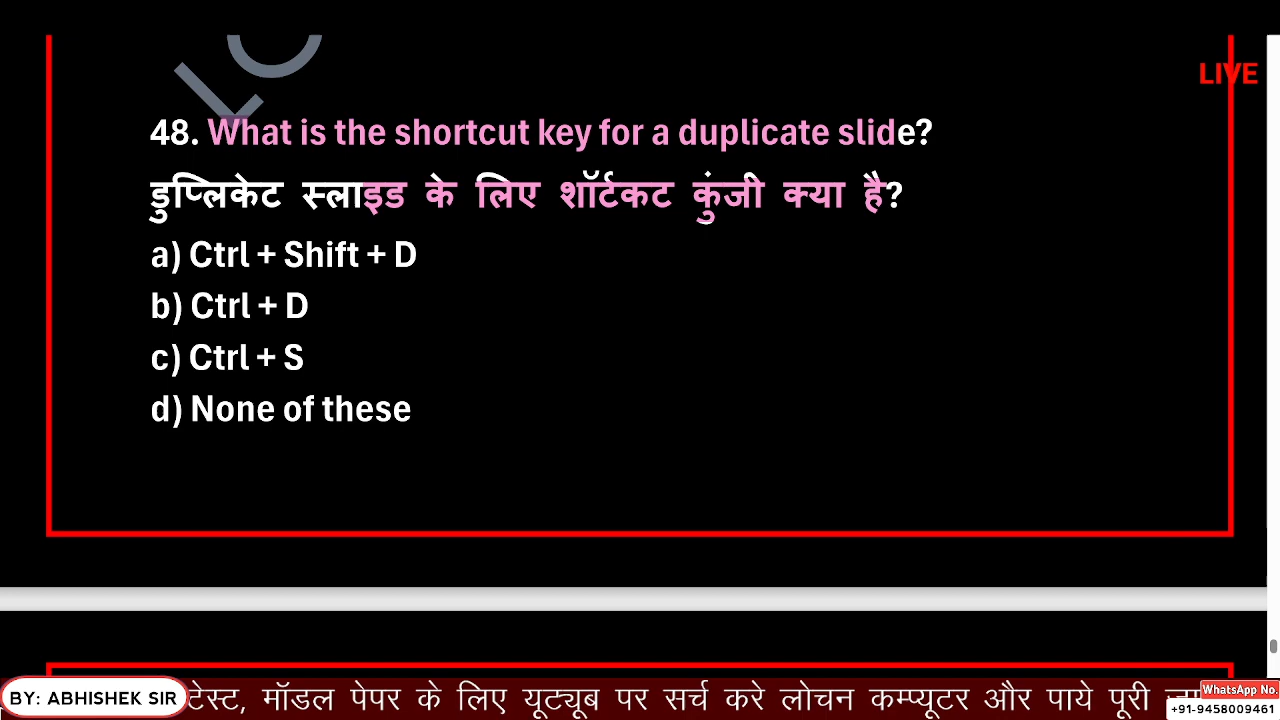 LIVE
48. What is the shortcut key for a duplicate slide?
डुप्लिकेट स्लाइड के लिए शॉर्टकट कुंजी क्या है?
a) Ctrl + Shift + D
b) Ctrl + D
c) Ctrl + S
d) None of these
BY: ABHISHEK SIR टेस्ट, मॉडल पेपर के लिए यूट्यूब पर सर्च करे लोचन कम्प्यूटर और पाये पूरी
WhatsApp No.
+91-9458009461